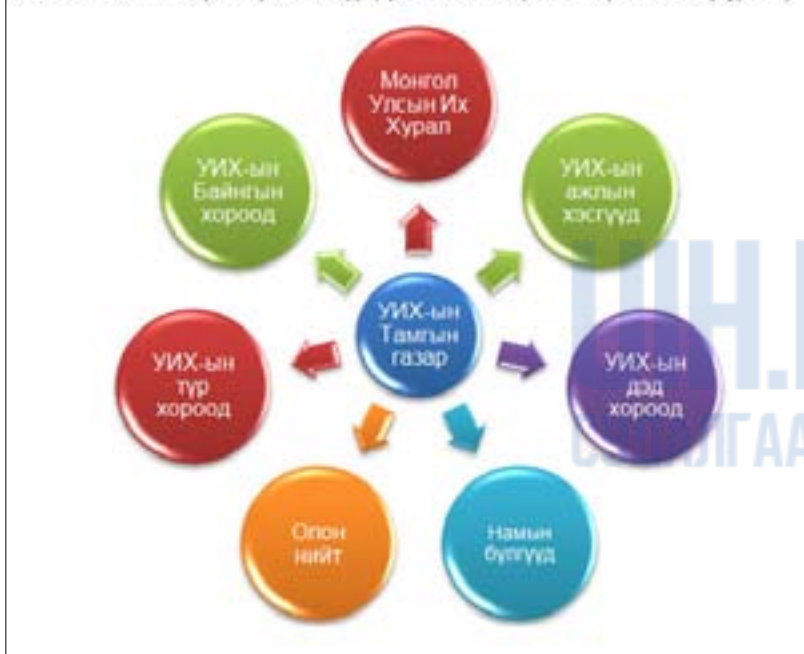 Монгол
Улсын Их
Хурал
УИХ-ын
Байнгын
хороод
УИХ-ын
ажлын
хэсгүүд
УИХ-ын
Тамгын
газар
УИХ-ын
түр
хороод
УИХ-ын
дэд
хороод
Олон
нийт
Намын
бүлгүүд